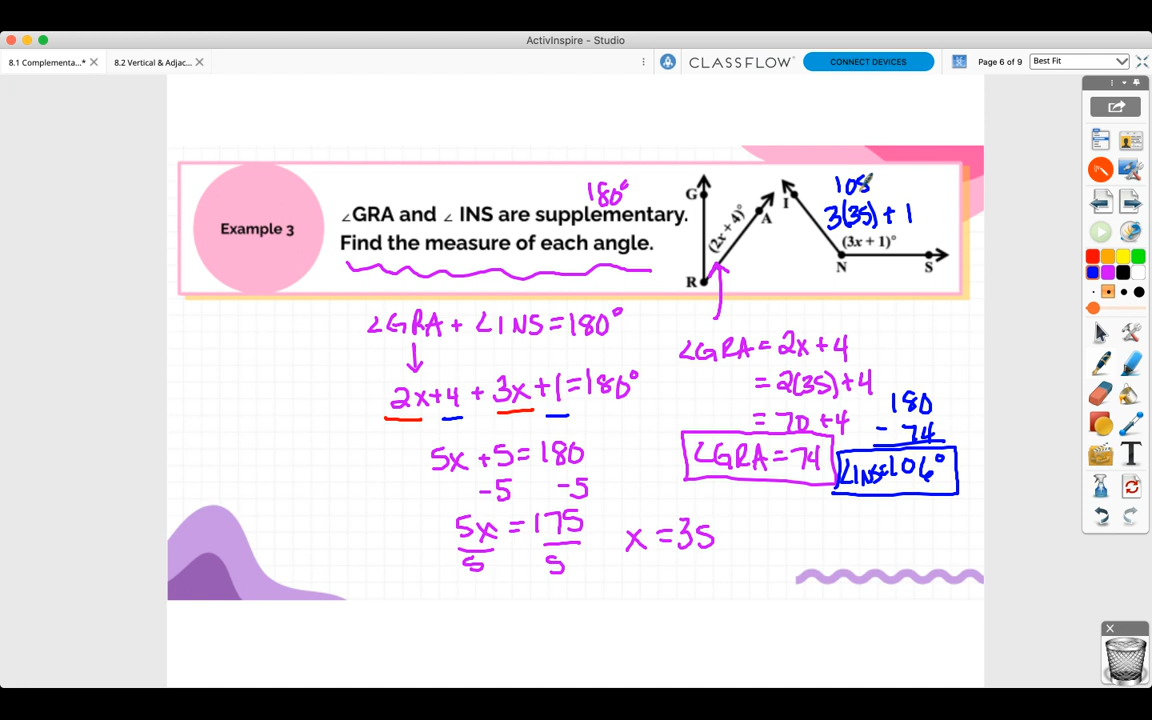 ActivInspire - Studio
8.1 Complementa...*
8.2 Vertical & Adjac...
CLASSFLOW
CONNECT DEVICES
Page 6 of 9
Best Fit
Example 3
180°
∠GRA and ∠ INS are supplementary.
Find the measure of each angle.
G
A
(2x + 4)°
R
I
105
3(35) + 1
(3x + 1)°
N
S
∠GRA + ∠INS = 180°
2x+4 + 3x +1 = 180°
5x +5 = 180
-5 -5
5x = 175
5 5
x = 35
∠GRA = 2x + 4
= 2(35) + 4
= 70 + 4
∠GRA = 74
180
- 74
∠INS=106°
T
X